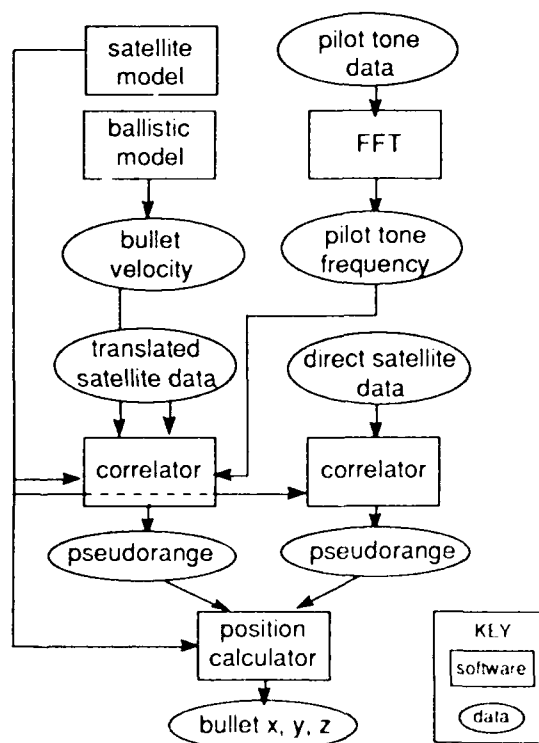 satellite
model
pilot tone
data
ballistic
model
FFT
bullet
velocity
pilot tone
frequency
translated
satellite data
direct satellite
data
correlator
correlator
pseudorange
pseudorange
position
calculator
bullet x, y, z
KEY
software
data